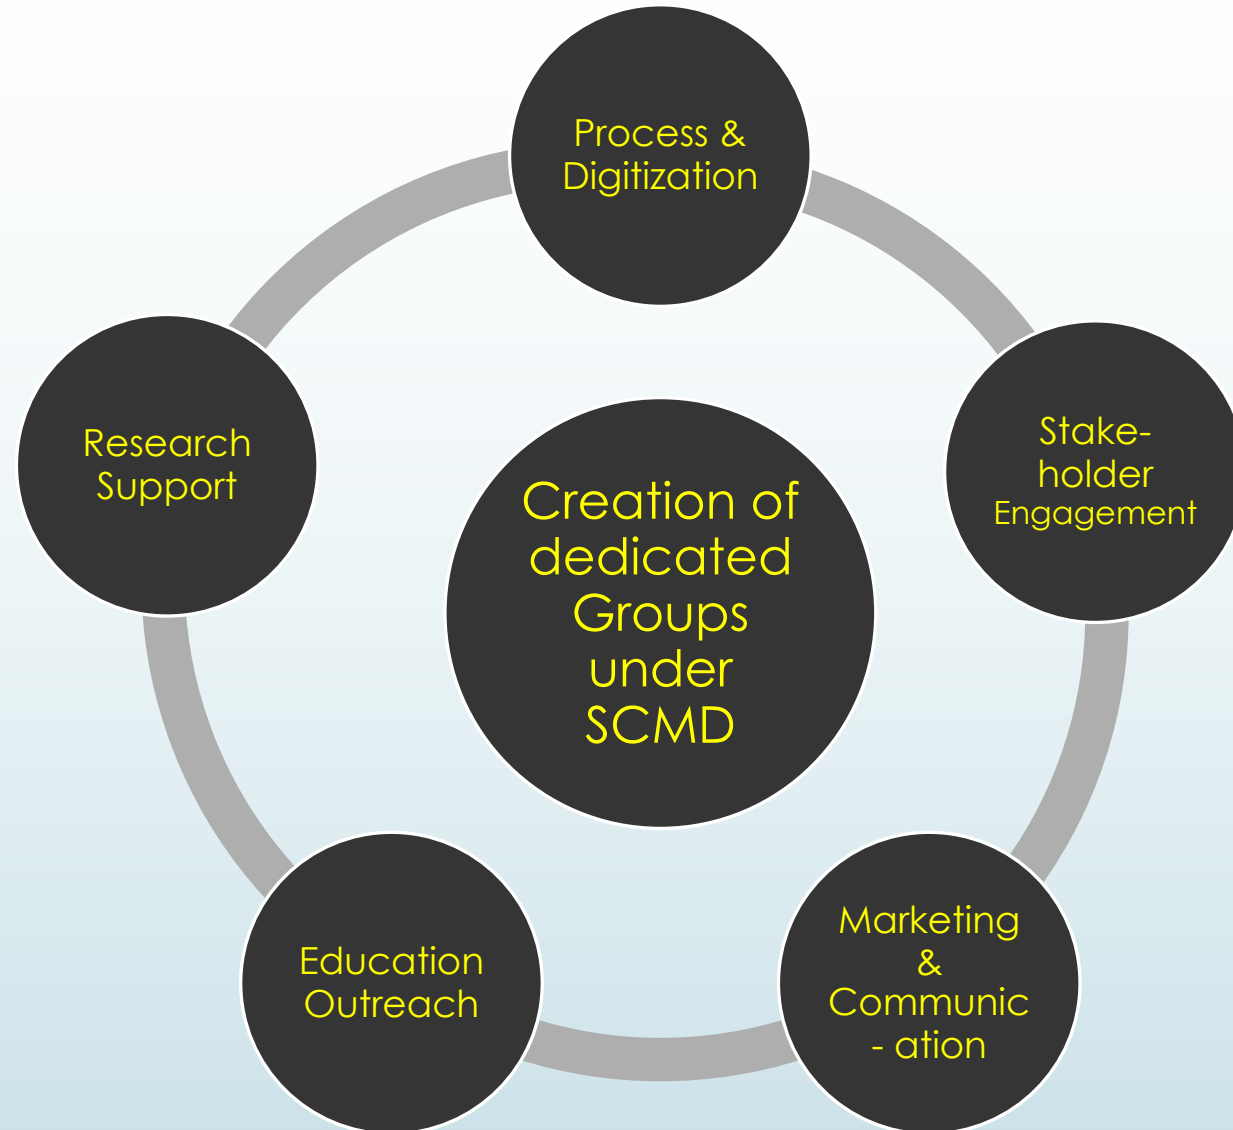 Process &
Digitization
Stake-
holder
Engagement
Research
Support
Creation of
dedicated
Groups
under
SCMD
Marketing
&
Communic
- ation
Education
Outreach